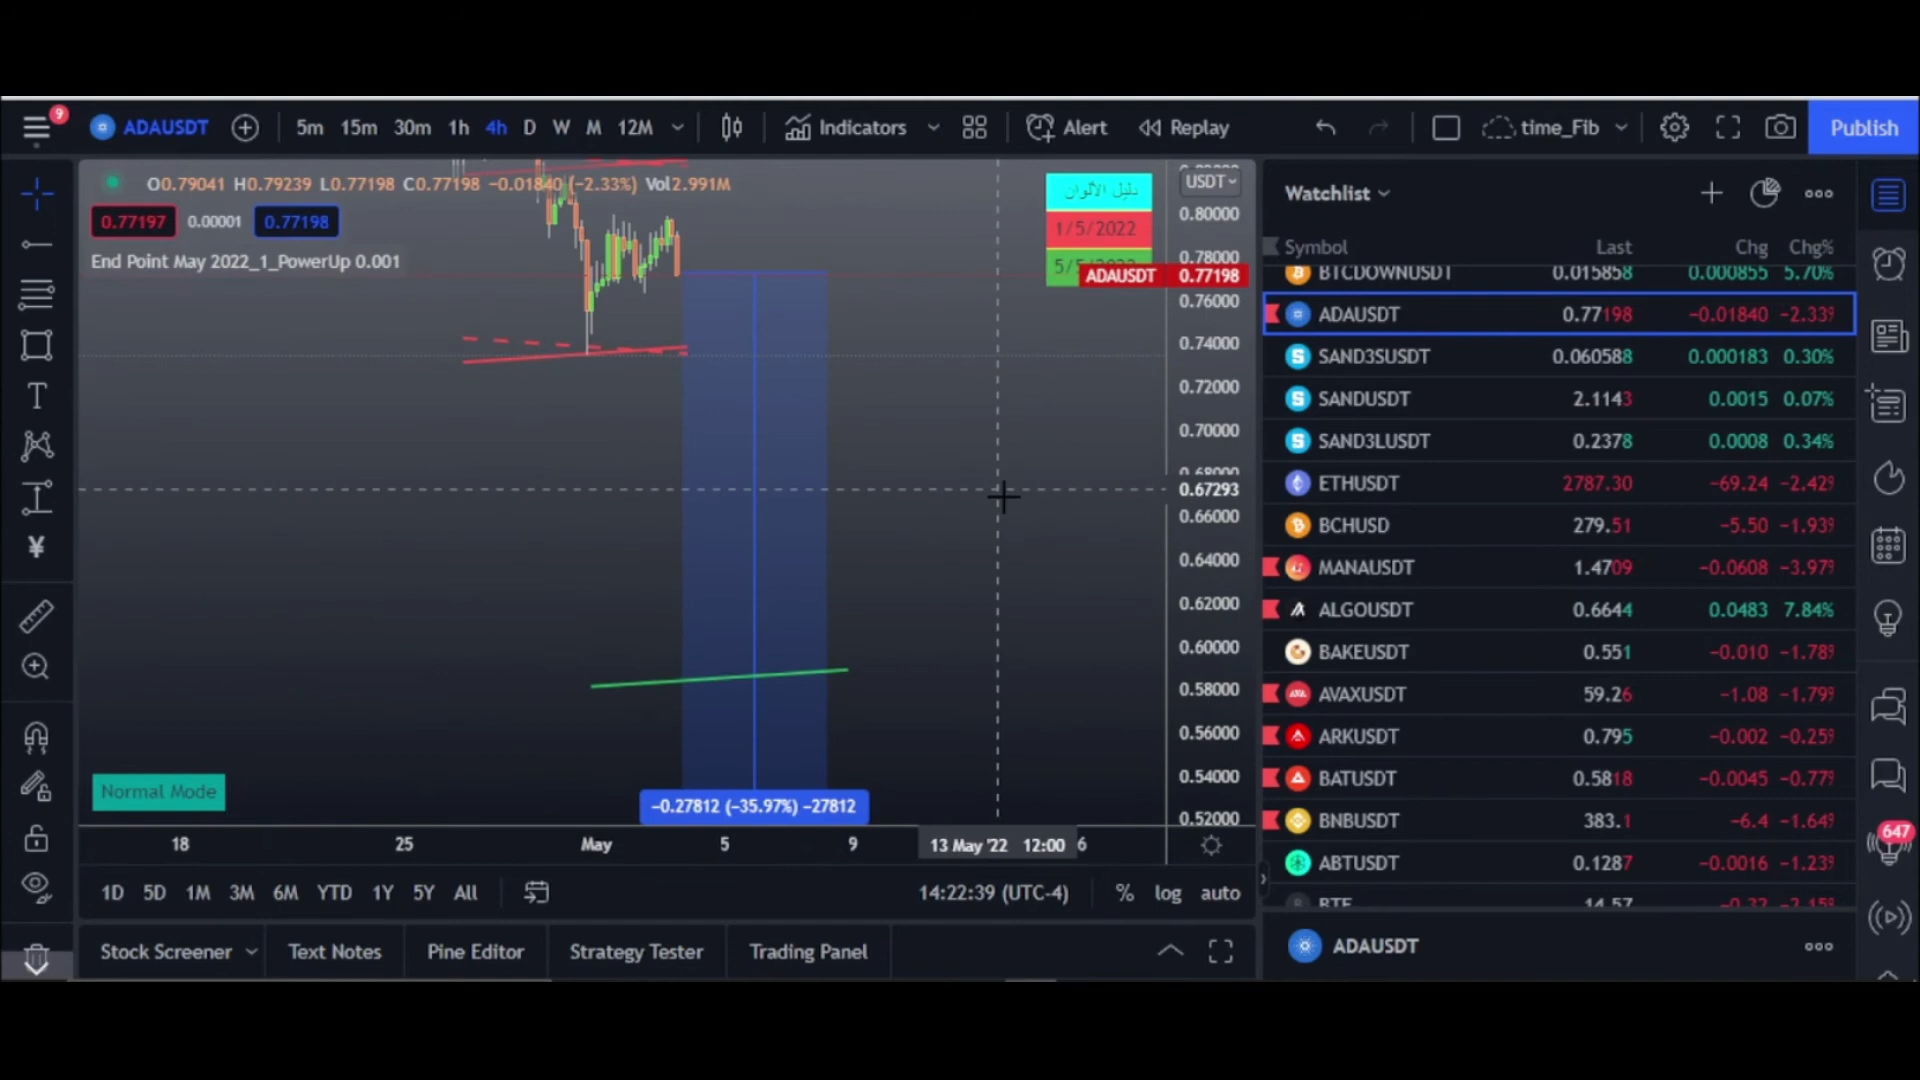 9
ADAUSDT 5m 15m 30m 1h 4h D W M 12M Indicators Alert Replay time_Fib Publish
O0.79041 H0.79239 L0.77198 C0.77198 −0.01840 (−2.33%) Vol2.991M
0.77197 0.00001 0.77198
End Point May 2022_1_PowerUp 0.001
دليل الألوان
1/5/2022
ADAUSDT 0.77198
USDT
0.80000
0.78000
0.76000
0.74000
0.72000
0.70000
0.68000
0.67293
0.66000
0.64000
0.62000
0.60000
0.58000
0.56000
0.54000
0.52000
Normal Mode
−0.27812 (−35.97%) −27812
18 25 May 5 9 13 May '22 12:00 6
1D 5D 1M 3M 6M YTD 1Y 5Y All 14:22:39 (UTC-4) % log auto
Stock Screener Text Notes Pine Editor Strategy Tester Trading Panel
Watchlist
Symbol Last Chg Chg%
BTCDOWNUSDT 0.015858 0.000855 5.70%
ADAUSDT 0.77198 −0.01840 −2.33%
SAND3SUSDT 0.060588 0.000183 0.30%
SANDUSDT 2.1143 0.0015 0.07%
SAND3LUSDT 0.2378 0.0008 0.34%
ETHUSDT 2787.30 −69.24 −2.42%
BCHUSD 279.51 −5.50 −1.93%
MANAUSDT 1.4709 −0.0608 −3.97%
ALGOUSDT 0.6644 0.0483 7.84%
BAKEUSDT 0.551 −0.010 −1.78%
AVAXUSDT 59.26 −1.08 −1.79%
ARKUSDT 0.795 −0.002 −0.25%
BATUSDT 0.5818 −0.0045 −0.77%
BNBUSDT 383.1 −6.4 −1.64%
ABTUSDT 0.1287 −0.0016 −1.23%
14.57 −0.32 −2.15%
ADAUSDT
647